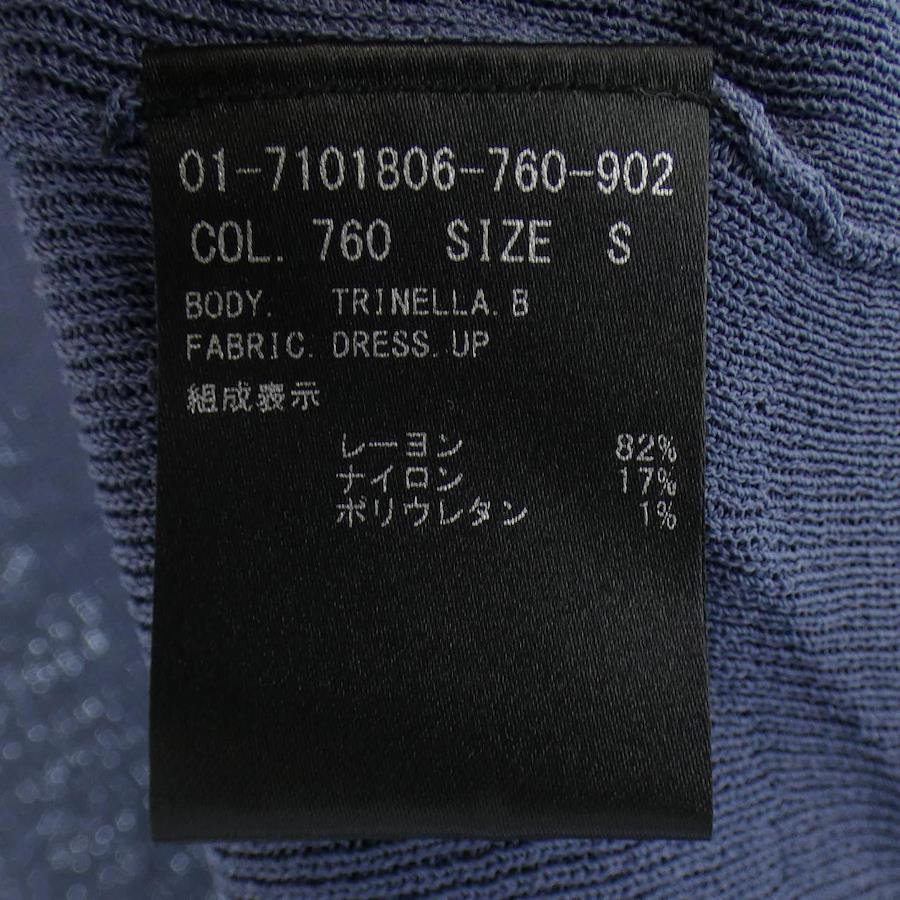 01-7101806-760-902
COL. 760 SIZE S
BODY. TRINELLA.B
FABRIC. DRESS.UP
組成表示
レーヨン 82%
ナイロン 17%
ポリウレタン 1%